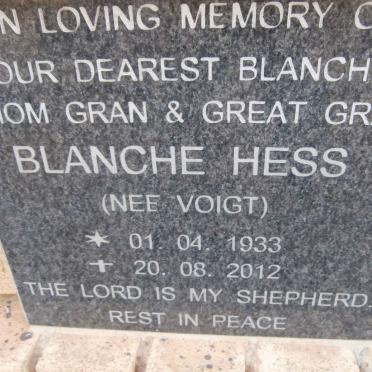 IN LOVING MEMORY O
OUR DEAREST BLANCH
MOM GRAN & GREAT GR
BLANCHE HESS
(NEE VOIGT)
* 01. 04. 1933
✝ 20. 08. 2012
THE LORD IS MY SHEPHERD.
REST IN PEACE